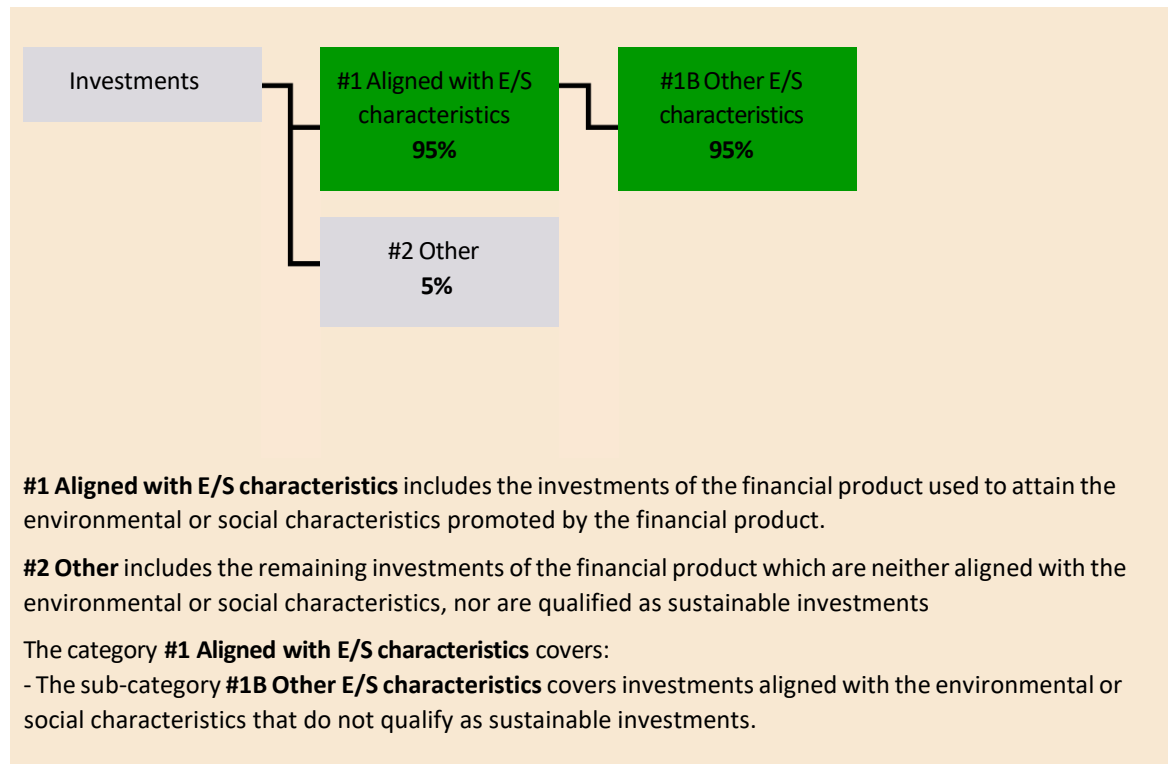 Investments
#1 Aligned with E/S
characteristics
95%
#1B Other E/S
characteristics
95%
#2 Other
5%
#1 Aligned with E/S characteristics includes the investments of the financial product used to attain the
environmental or social characteristics promoted by the financial product.
#2 Other includes the remaining investments of the financial product which are neither aligned with the
environmental or social characteristics, nor are qualified as sustainable investments
The category #1 Aligned with E/S characteristics covers:
- The sub-category #1B Other E/S characteristics covers investments aligned with the environmental or
social characteristics that do not qualify as sustainable investments.